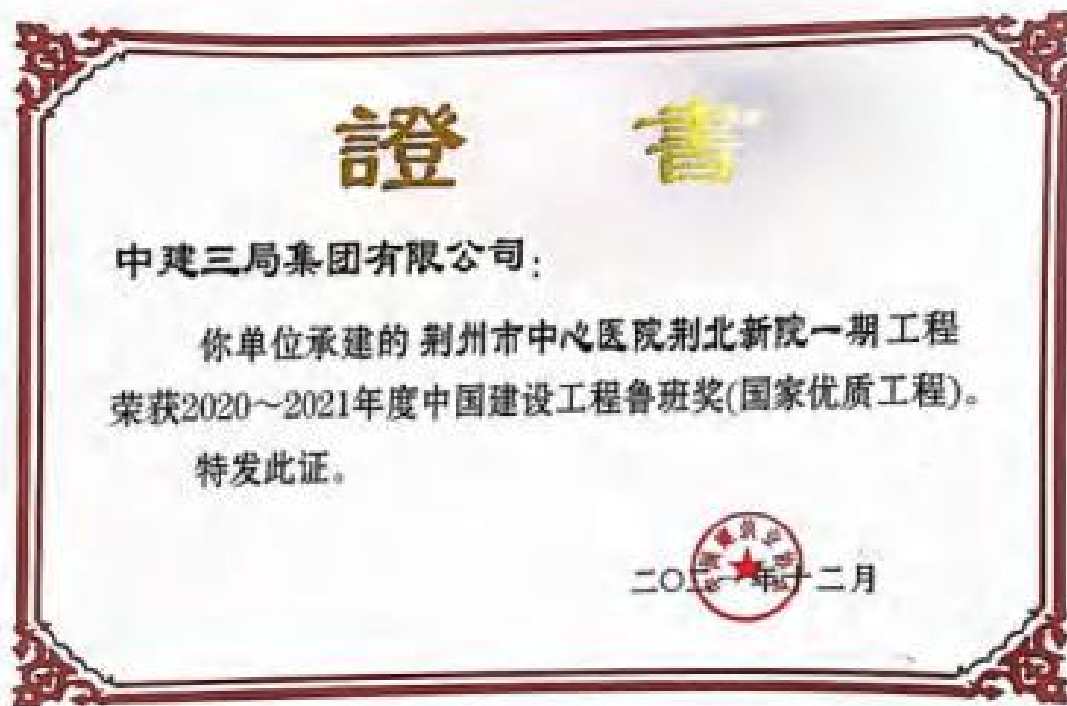 證 書
中建三局集团有限公司:
你单位承建的 荆州市中心医院荆北新院一期工程
荣获2020～2021年度中国建设工程鲁班奖(国家优质工程)。
特发此证。
二〇二一年十二月